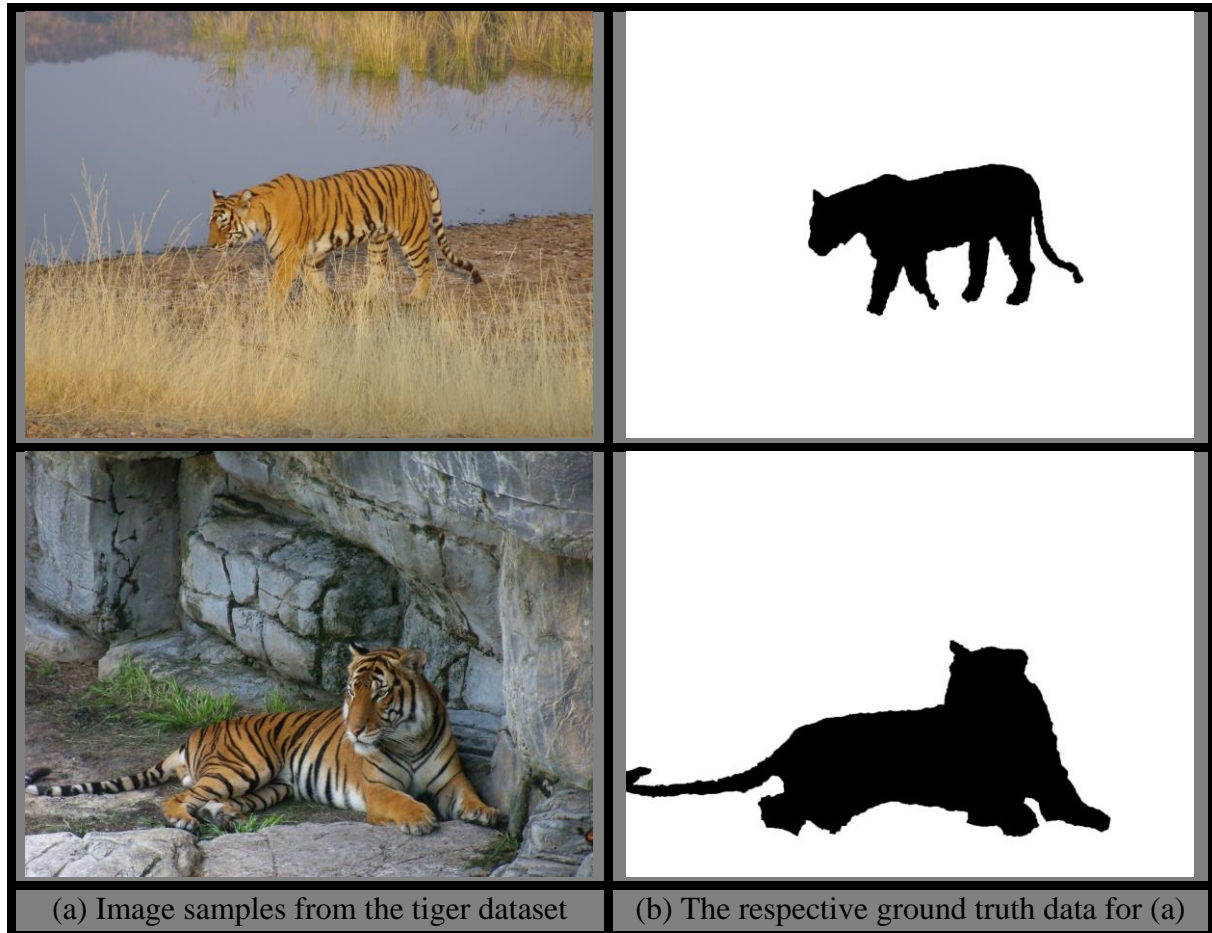 (a) Image samples from the tiger dataset
(b) The respective ground truth data for (a)